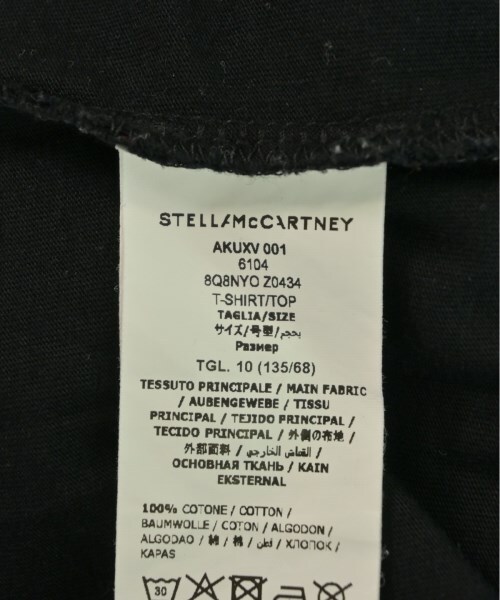 STELLA McCARTNEY
AKUXV 001
6104
8Q8NYO Z0434
T-SHIRT/TOP
TAGLIA/SIZE
サイズ/号型/بحجم
Размер
TGL. 10 (135/68)
TESSUTO PRINCIPALE / MAIN FABRIC
/ AUßENGEWEBE / TISSU
PRINCIPAL / TEJIDO PRINCIPAL /
TECIDO PRINCIPAL / 外側の布地 /
外部面料 / القماش الخارجي /
ОСНОВНАЯ ТКАНЬ / KAIN
EKSTERNAL
100% COTONE / COTTON /
BAUMWOLLE / COTON / ALGODON /
ALGODAO / 綿 / 棉 / قطن / ХЛОПОК /
KAPAS
30